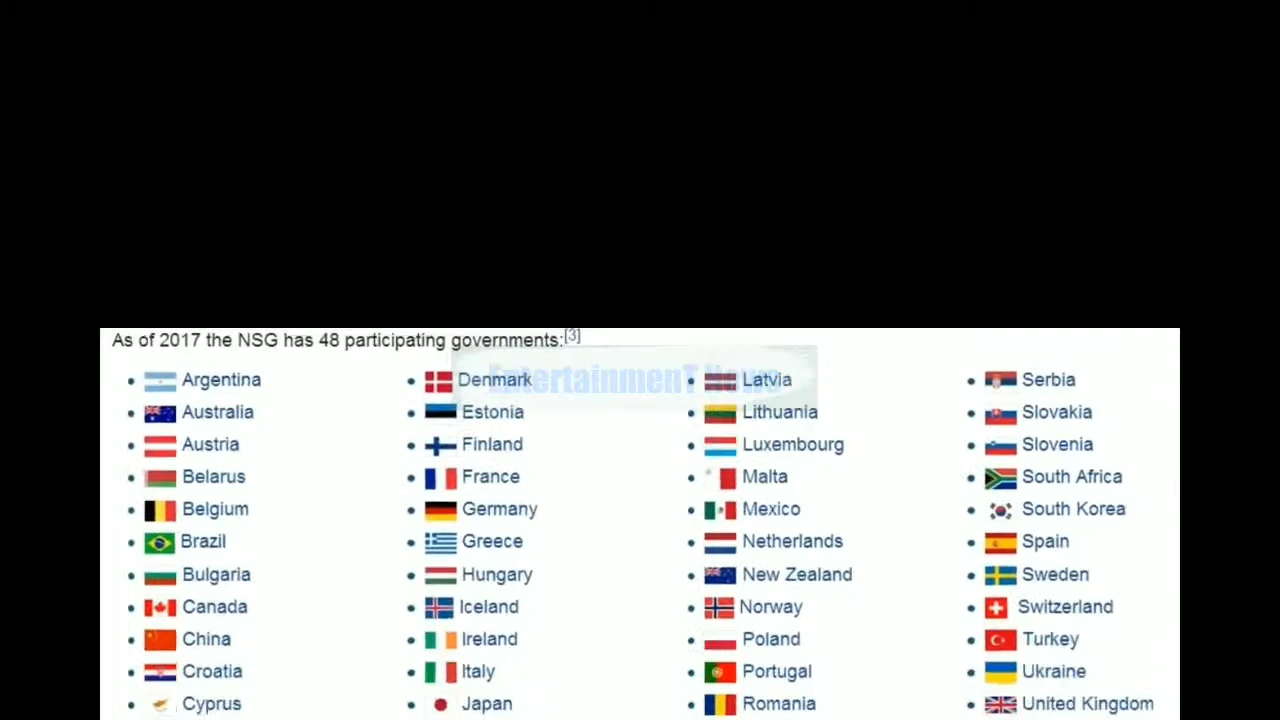 As of 2017 the NSG has 48 participating governments:[3]
EntertainmenT News
Argentina
Australia
Austria
Belarus
Belgium
Brazil
Bulgaria
Canada
China
Croatia
Cyprus
Denmark
Estonia
Finland
France
Germany
Greece
Hungary
Iceland
Ireland
Italy
Japan
Latvia
Lithuania
Luxembourg
Malta
Mexico
Netherlands
New Zealand
Norway
Poland
Portugal
Romania
Serbia
Slovakia
Slovenia
South Africa
South Korea
Spain
Sweden
Switzerland
Turkey
Ukraine
United Kingdom